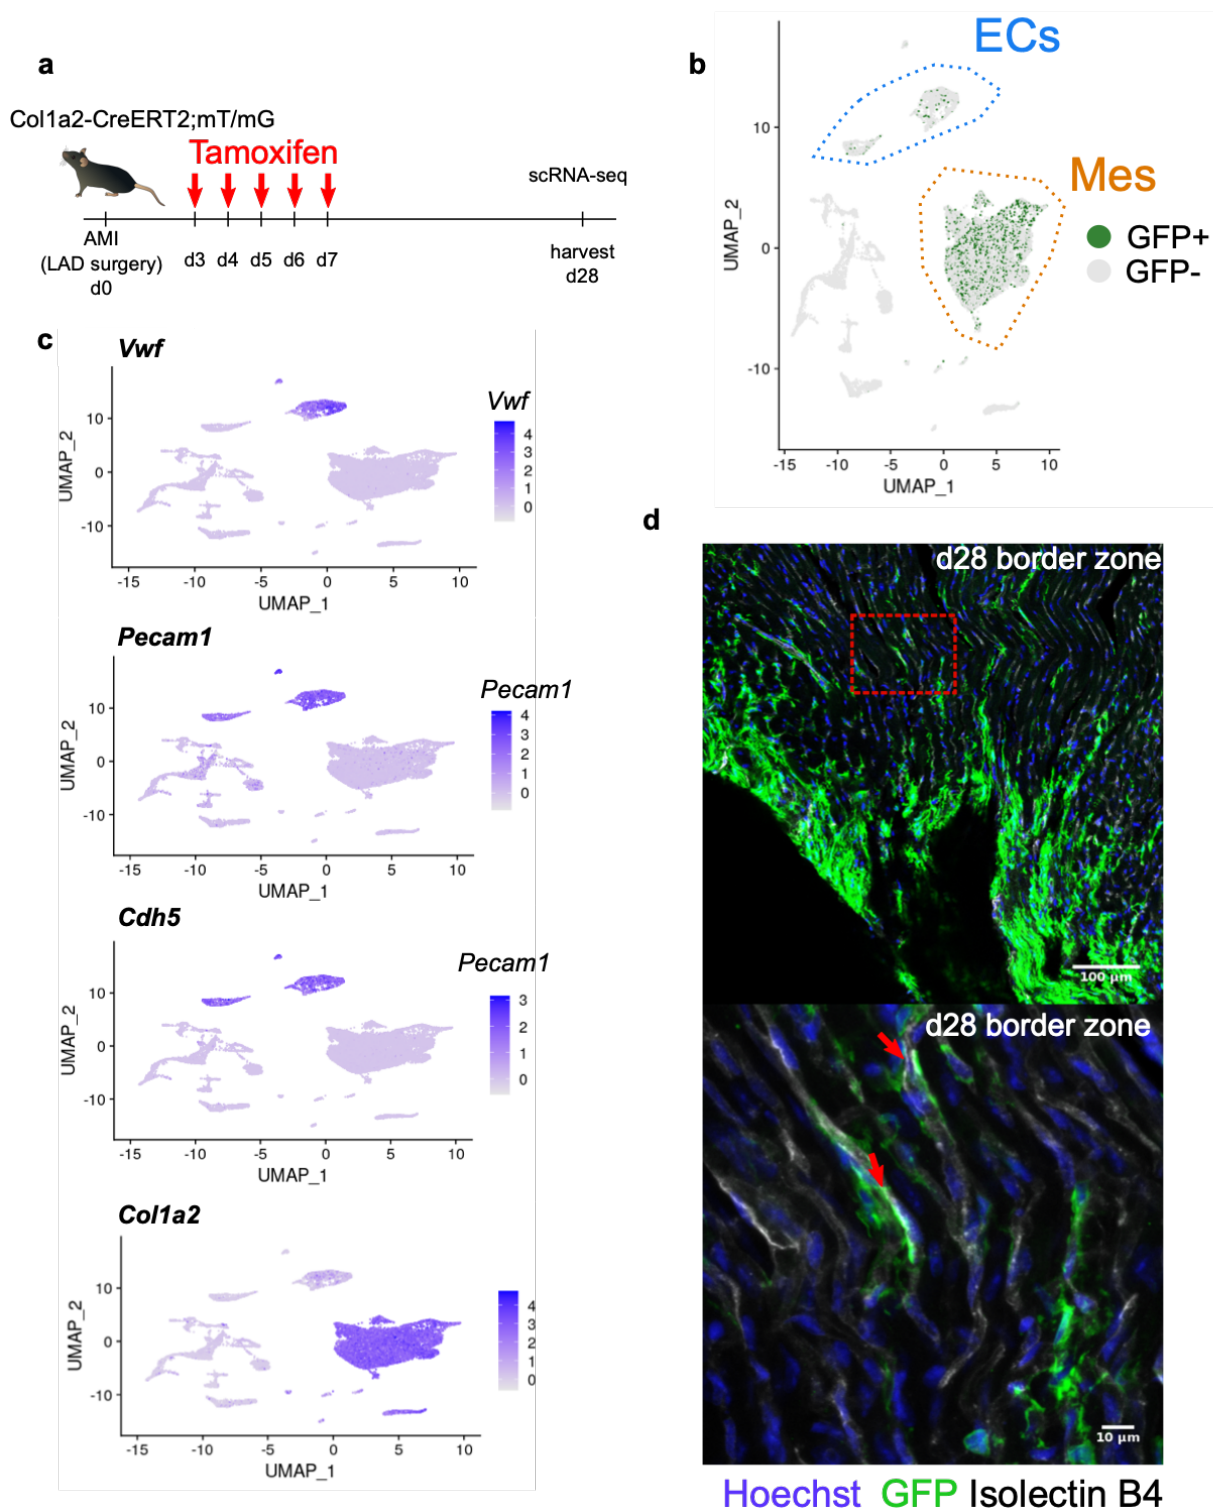 a
Col1a2-CreERT2;mT/mG
Tamoxifen
scRNA-seq
AMI
(LAD surgery)
d0
d3 d4 d5 d6 d7
harvest
d28
b
ECs
Mes
GFP+
GFP-
10
0
-10
UMAP_2
-15 -10 -5 0 5 10
UMAP_1
c
Vwf
Vwf
4
3
2
1
0
10
0
-10
UMAP_2
-15 -10 -5 0 5 10
UMAP_1
Pecam1
Pecam1
4
3
2
1
0
10
0
-10
UMAP_2
-15 -10 -5 0 5 10
UMAP_1
Cdh5
Pecam1
3
2
1
0
10
0
-10
UMAP_2
-15 -10 -5 0 5 10
UMAP_1
Col1a2
4
3
2
1
0
10
0
-10
UMAP_2
-15 -10 -5 0 5 10
UMAP_1
d
d28 border zone
100 µm
d28 border zone
10 µm
Hoechst GFP Isolectin B4